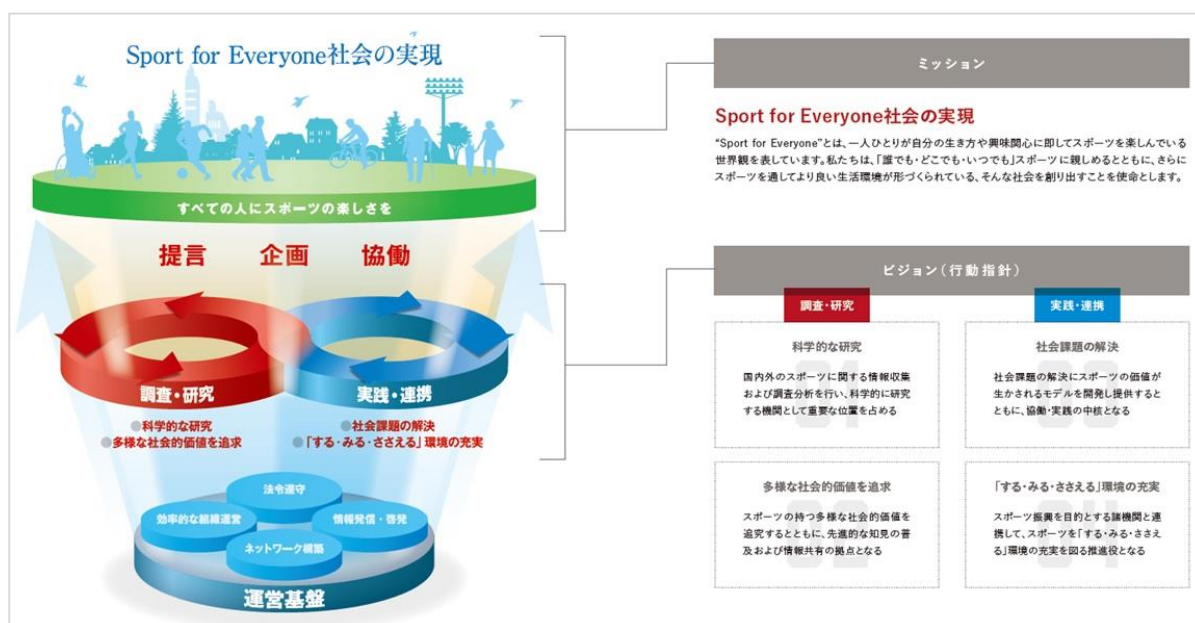 Sport for Everyone社会の実現
すべての人にスポーツの楽しさを
提言 企画 協働
調査・研究
実践・連携
●科学的な研究
●多様な社会的価値を追求
●社会課題の解決
●「する・みる・ささえる」環境の充実
法令遵守
効率的な組織運営
情報発信・啓発
ネットワーク構築
運営基盤
ミッション
Sport for Everyone社会の実現
“Sport for Everyone”とは、一人ひとりが自分の生き方や興味関心に即してスポーツを楽しんでいる
世界観を表しています。私たちは、「誰でも・どこでも・いつでも」スポーツに親しめるとともに、さらに
スポーツを通してより良い生活環境が形づくられている、そんな社会を創り出すことを使命とします。
ビジョン(行動指針)
調査・研究
01
科学的な研究
国内外のスポーツに関する情報収集
および調査分析を行い、科学的に研究
する機関として重要な位置を占める
02
多様な社会的価値を追求
スポーツの持つ多様な社会的価値を
追究するとともに、先進的な知見の普
及および情報共有の拠点となる
実践・連携
03
社会課題の解決
社会課題の解決にスポーツの価値が
生かされるモデルを開発し提供すると
ともに、協働・実践の中核となる
04
「する・みる・ささえる」環境の充実
スポーツ振興を目的とする諸機関と連
携して、スポーツを「する・みる・ささえ
る」環境の充実を図る推進役となる